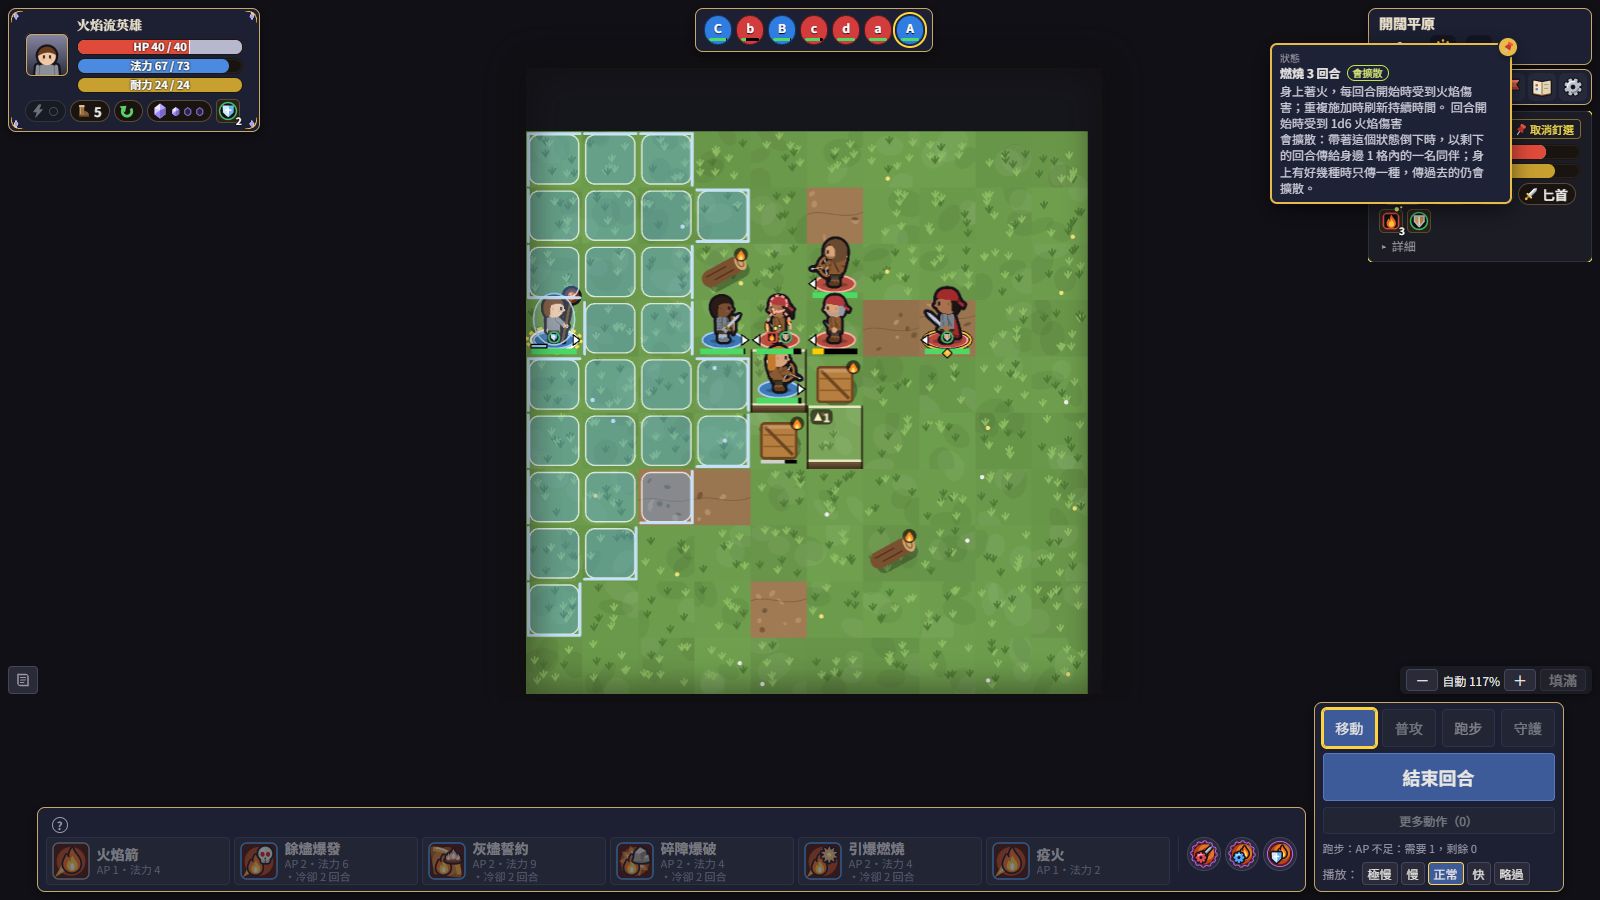 火焰流英雄
HP 40 / 40
法力 67 / 73
耐力 24 / 24
5
2
C
b
B
c
d
a
A
開闊平原
狀態
燃燒 3 回合
會擴散
身上著火，每回合開始時受到火焰傷
害；重複施加時刷新持續時間。 回合開
始時受到 1d6 火焰傷害
會擴散：帶著這個狀態倒下時，以剩下
的回合傳給身邊 1 格內的一名同伴；身
上有好幾種時只傳一種，傳過去的仍會
擴散。
取消釘選
匕首
3
詳細
▲1
自動 117%
填滿
移動
普攻
跑步
守護
結束回合
更多動作（0）
跑步：AP 不足：需要 1，剩餘 0
播放：
極慢
慢
正常
快
略過
?
火焰箭
AP 1・法力 4
餘燼爆發
AP 2・法力 6
・冷卻 2 回合
灰燼誓約
AP 2・法力 9
・冷卻 2 回合
碎障爆破
AP 2・法力 4
・冷卻 2 回合
引爆燃燒
AP 2・法力 4
・冷卻 2 回合
疫火
AP 1・法力 2